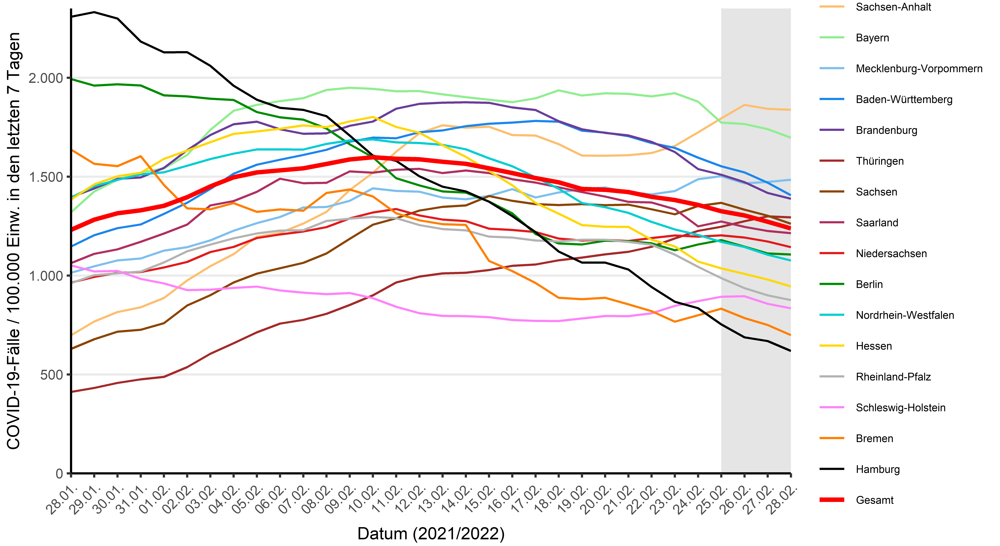 COVID-19-Fälle / 100.000 Einw. in den letzten 7 Tagen
2.000
1.500
1.000
500
0
28.01.
29.01.
30.01.
31.01.
01.02.
02.02.
03.02.
04.02.
05.02.
06.02.
07.02.
08.02.
09.02.
10.02.
11.02.
12.02.
13.02.
14.02.
15.02.
16.02.
17.02.
18.02.
19.02.
20.02.
21.02.
22.02.
23.02.
24.02.
25.02.
26.02.
27.02.
28.02.
Datum (2021/2022)
Sachsen-Anhalt
Bayern
Mecklenburg-Vorpommern
Baden-Württemberg
Brandenburg
Thüringen
Sachsen
Saarland
Niedersachsen
Berlin
Nordrhein-Westfalen
Hessen
Rheinland-Pfalz
Schleswig-Holstein
Bremen
Hamburg
Gesamt